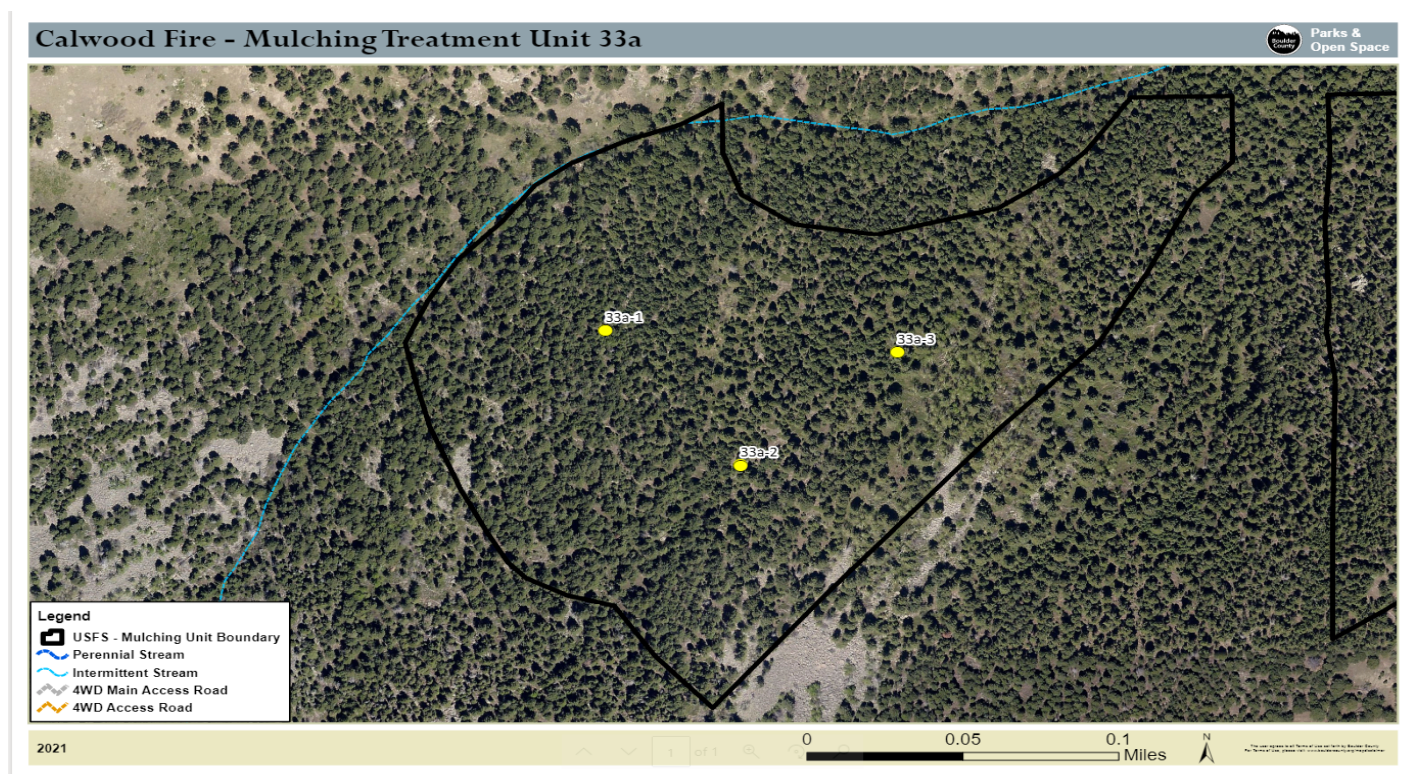 Calwood Fire - Mulching Treatment Unit 33a
Boulder County
Parks &
Open Space
33a-1
33a-3
33a-2
Legend
USFS - Mulching Unit Boundary
Perennial Stream
Intermittent Stream
4WD Main Access Road
4WD Access Road
2021
1 of 1
0 0.05 0.1
Miles
N